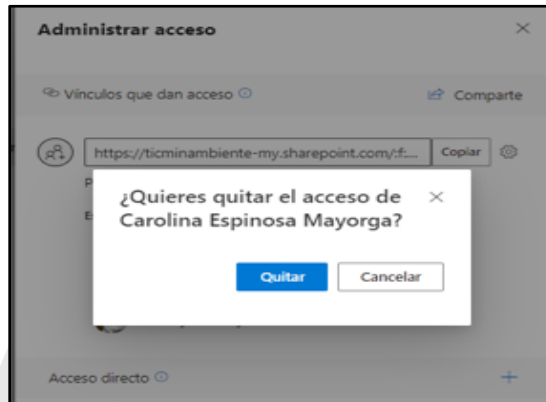 Administrar acceso
Vínculos que dan acceso
Comparte
https://ticminambiente-my.sharepoint.com/:f:...
Copiar
P
¿Quieres quitar el acceso de
Carolina Espinosa Mayorga?
E
Quitar
Cancelar
Acceso directo